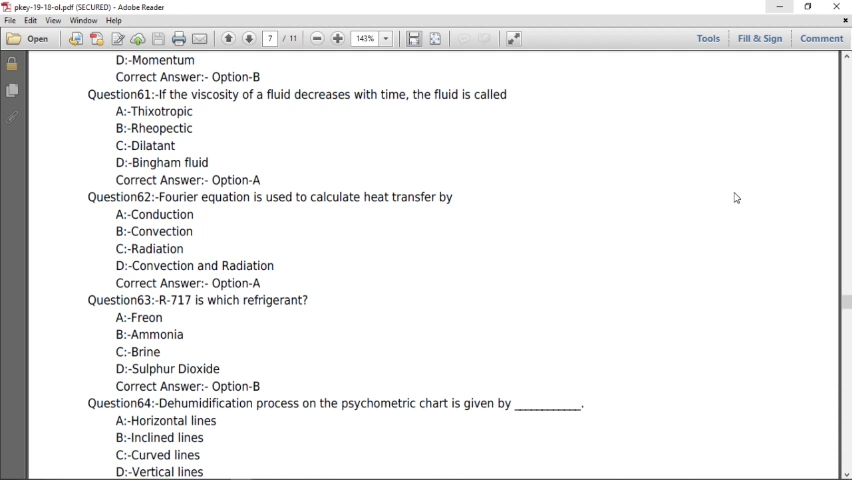 pkey-19-18-ol.pdf (SECURED) - Adobe Reader
File Edit View Window Help
Open 7 / 11 143% Tools Fill & Sign Comment
D:-Momentum
Correct Answer:- Option-B
Question61:-If the viscosity of a fluid decreases with time, the fluid is called
A:-Thixotropic
B:-Rheopectic
C:-Dilatant
D:-Bingham fluid
Correct Answer:- Option-A
Question62:-Fourier equation is used to calculate heat transfer by
A:-Conduction
B:-Convection
C:-Radiation
D:-Convection and Radiation
Correct Answer:- Option-A
Question63:-R-717 is which refrigerant?
A:-Freon
B:-Ammonia
C:-Brine
D:-Sulphur Dioxide
Correct Answer:- Option-B
Question64:-Dehumidification process on the psychometric chart is given by ____________.
A:-Horizontal lines
B:-Inclined lines
C:-Curved lines
D:-Vertical lines